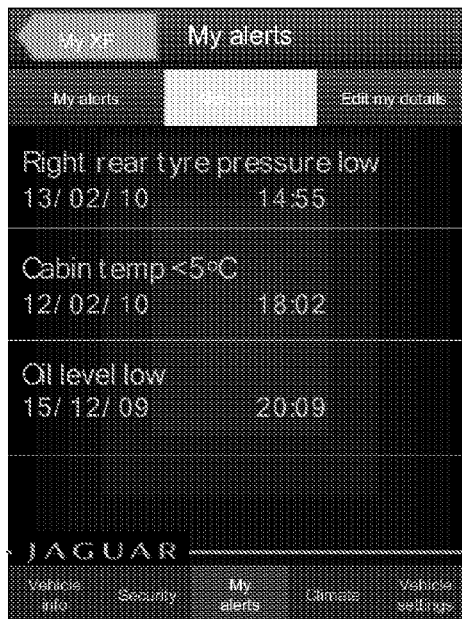 My XF
My alerts
My alerts
Edit my details
Right rear tyre pressure low
13/ 02/ 10 14:55
Cabin temp <5ºC
12/ 02/ 10 18:02
Oil level low
15/ 12/ 09 20:09
JAGUAR
Vehicle
info
Security
My
alerts
Climate
Vehicle
settings